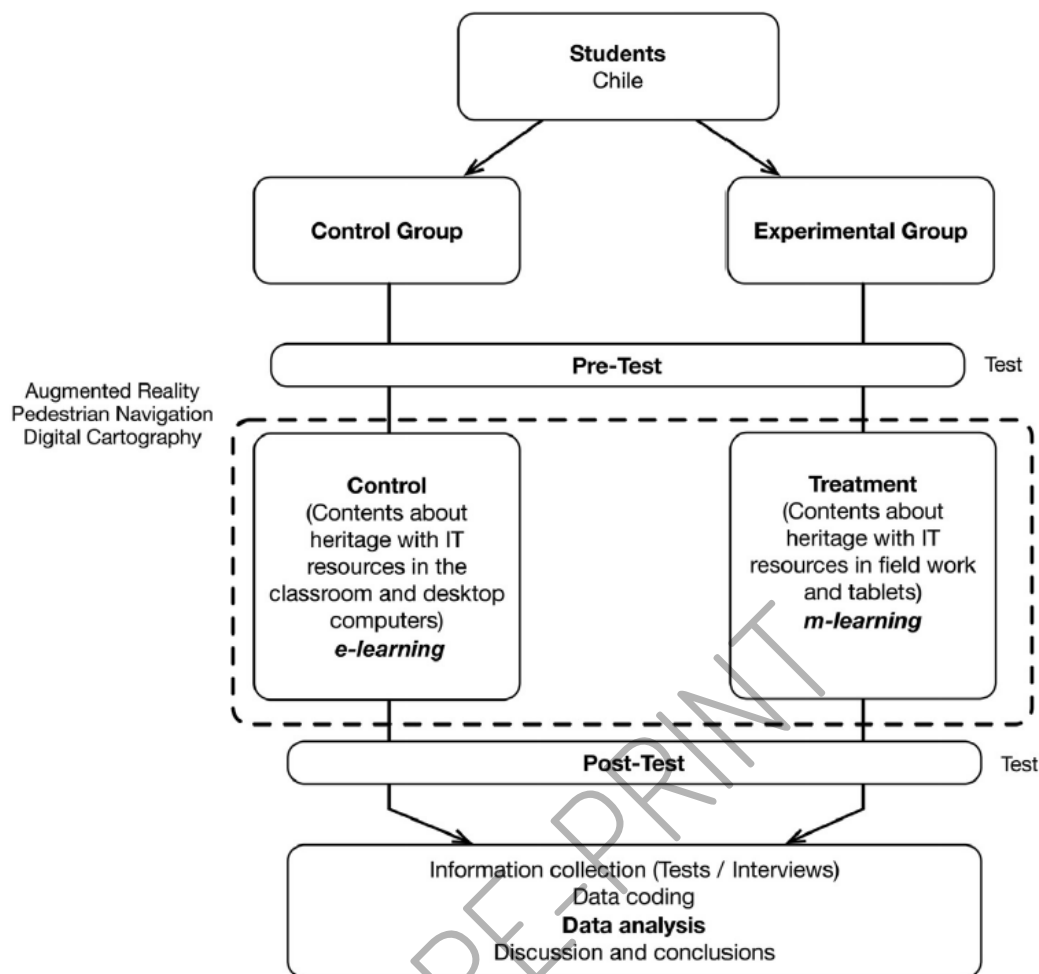 Students
Chile
Control Group
Experimental Group
Pre-Test
Test
Augmented Reality
Pedestrian Navigation
Digital Cartography
Control
(Contents about
heritage with IT
resources in the
classroom and desktop
computers)
e-learning
Treatment
(Contents about
heritage with IT
resources in field work
and tablets)
m-learning
Post-Test
Test
Information collection (Tests / Interviews)
Data coding
Data analysis
Discussion and conclusions
RE-PRINT